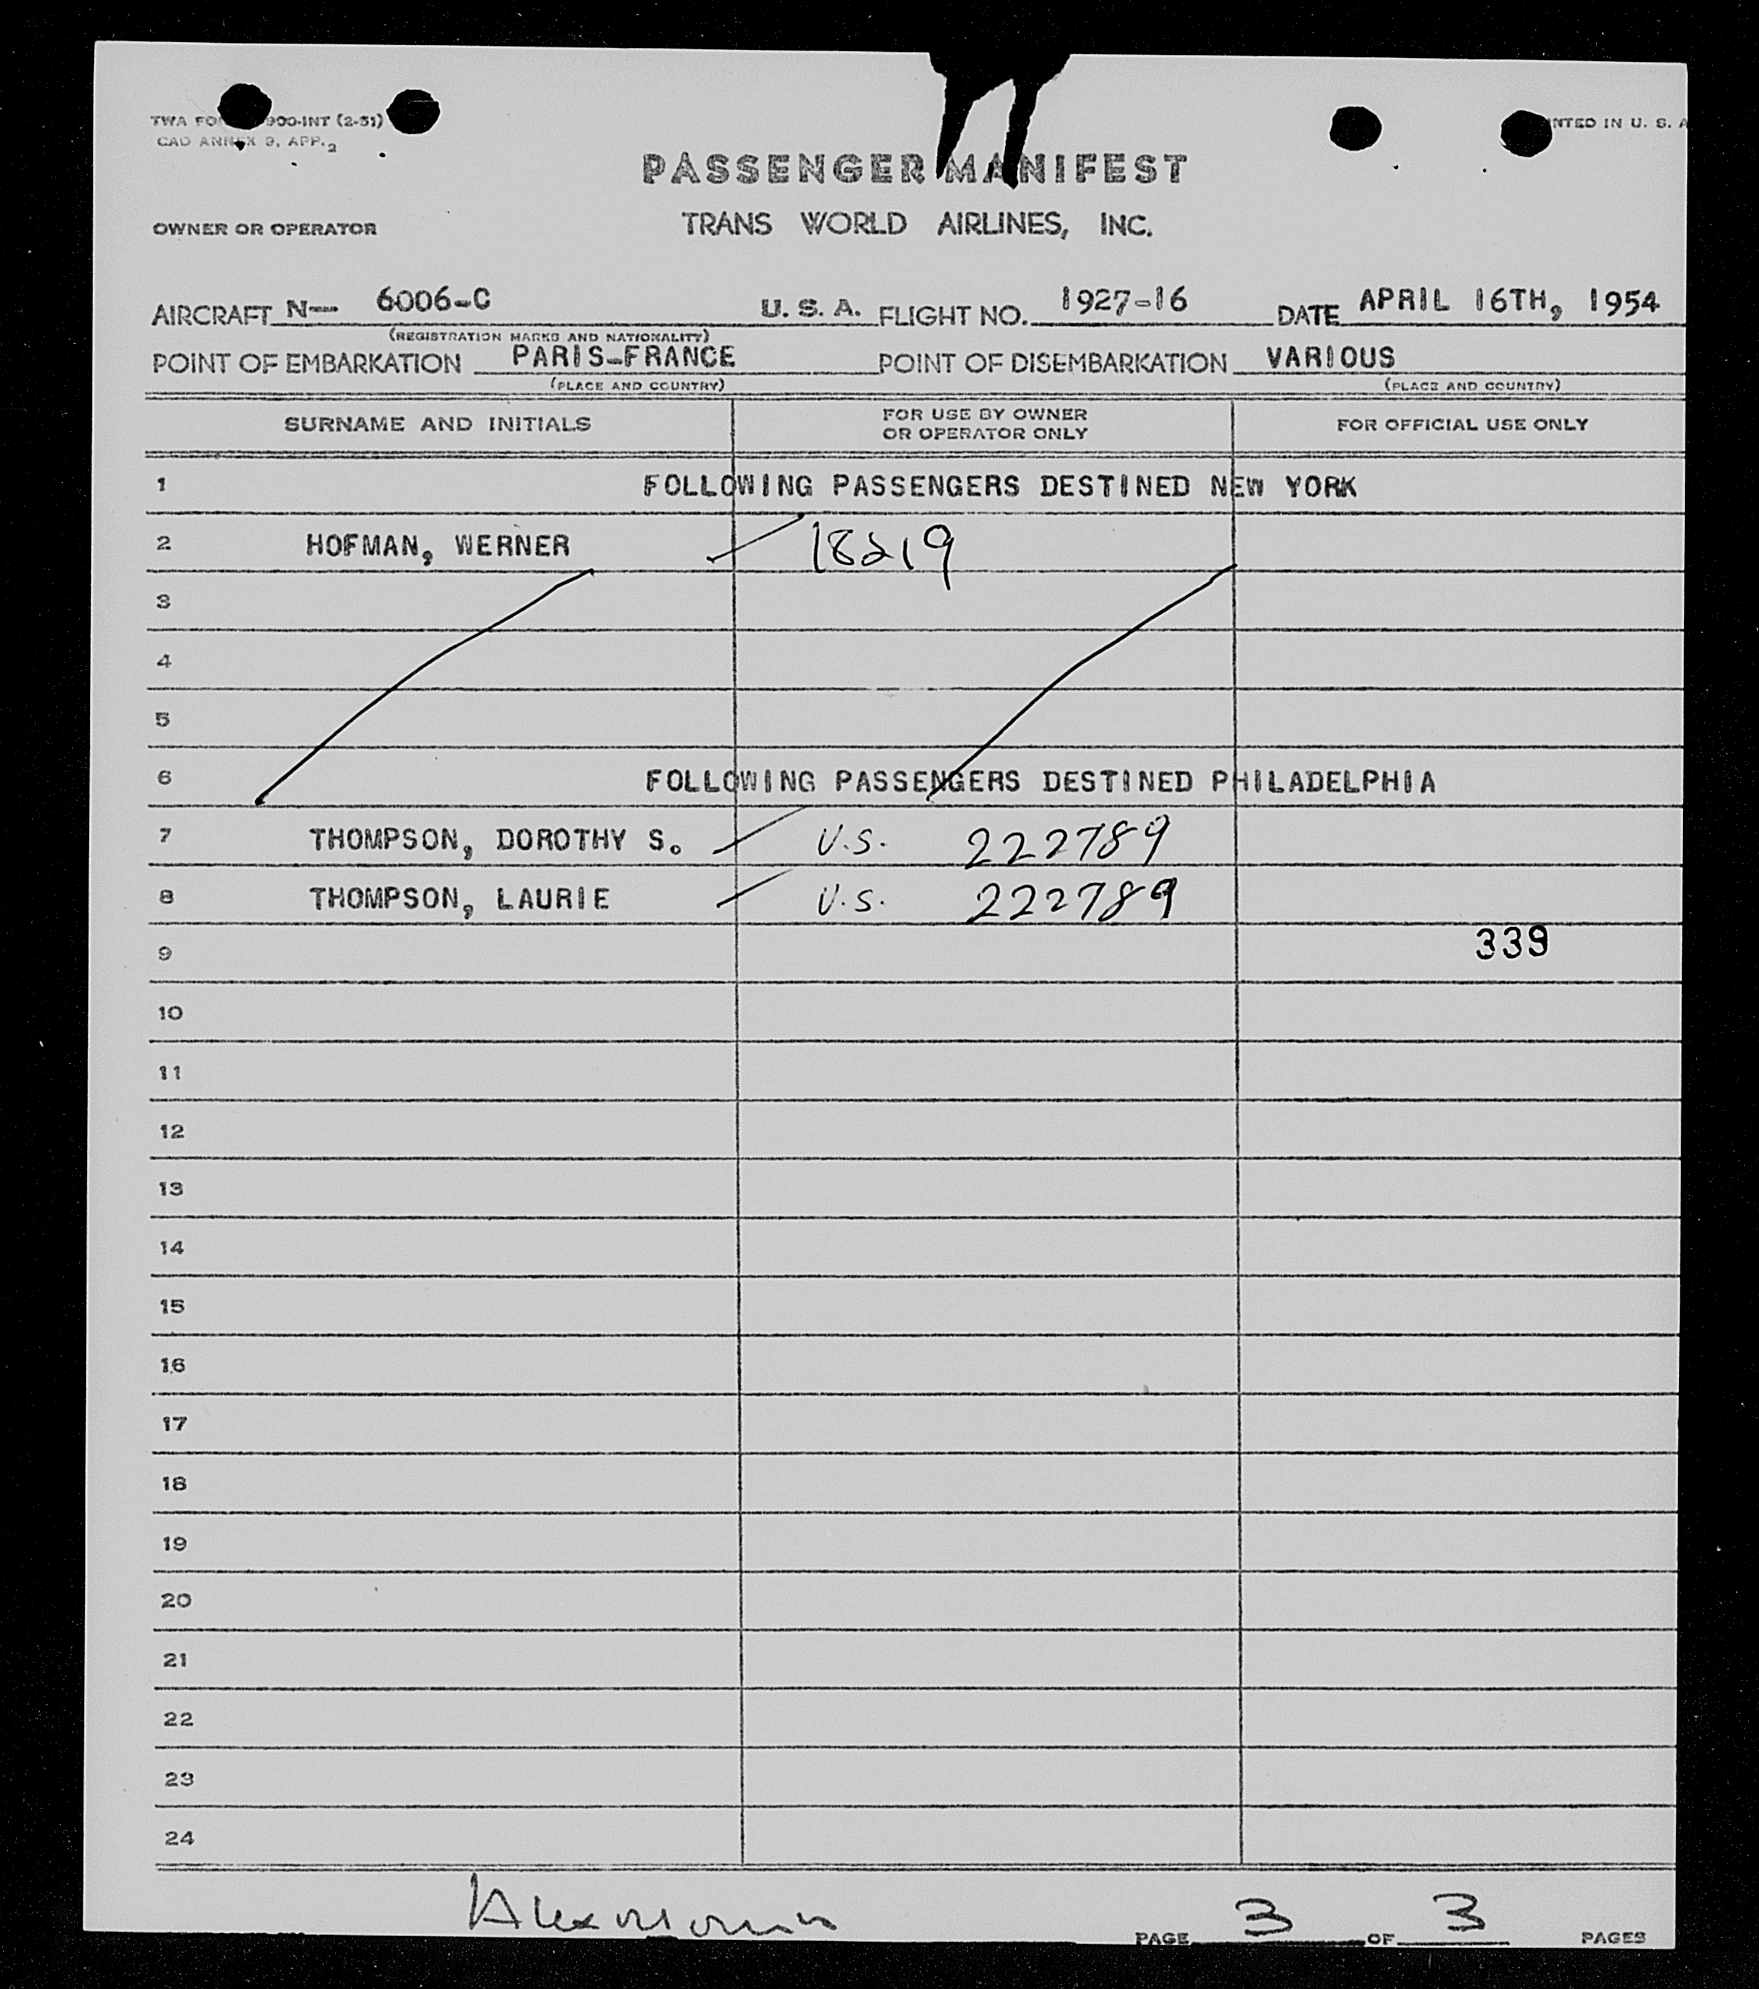 TWA FO 900-INT (2-51)
CAO ANNEX 9, APP. 2
NTED IN U. S. A
PASSENGER MANIFEST
OWNER OR OPERATOR TRANS WORLD AIRLINES, INC.
AIRCRAFT N— 6006-C U. S. A. FLIGHT NO. 1927-16 DATE APRIL 16TH, 1954
(REGISTRATION MARKS AND NATIONALITY)
POINT OF EMBARKATION PARIS-FRANCE POINT OF DISEMBARKATION VARIOUS
(PLACE AND COUNTRY) (PLACE AND COUNTRY)
SURNAME AND INITIALS FOR USE BY OWNER OR OPERATOR ONLY FOR OFFICIAL USE ONLY
1 FOLLOWING PASSENGERS DESTINED NEW YORK
2 HOFMAN, WERNER 18219
3
4
5
6 FOLLOWING PASSENGERS DESTINED PHILADELPHIA
7 THOMPSON, DOROTHY S. U.S. 222789
8 THOMPSON, LAURIE U.S. 222789
9 339
10
11
12
13
14
15
16
17
18
19
20
21
22
23
24
PAGE 3 OF 3 PAGES